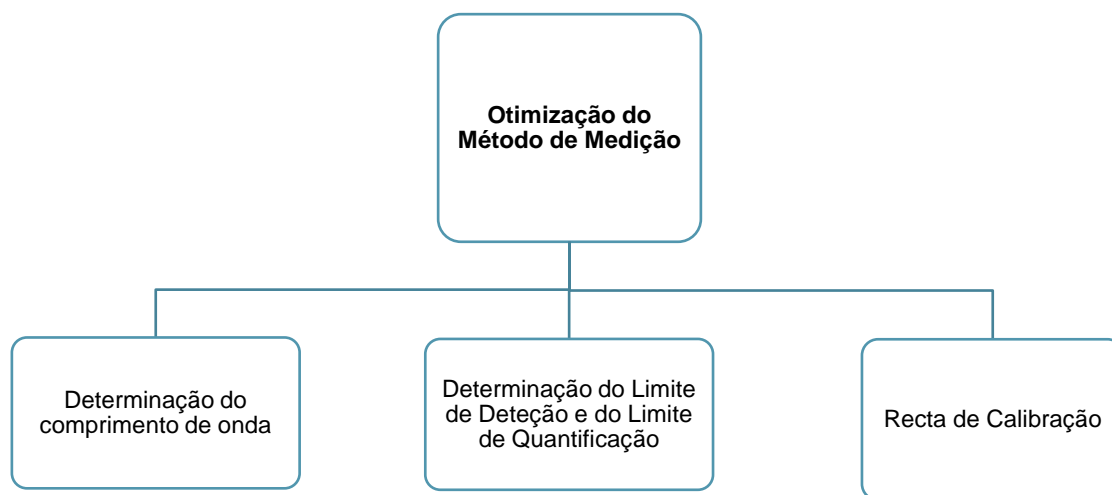 Otimização do
Método de Medição
Determinação do
comprimento de onda
Determinação do Limite
de Deteção e do Limite
de Quantificação
Recta de Calibração